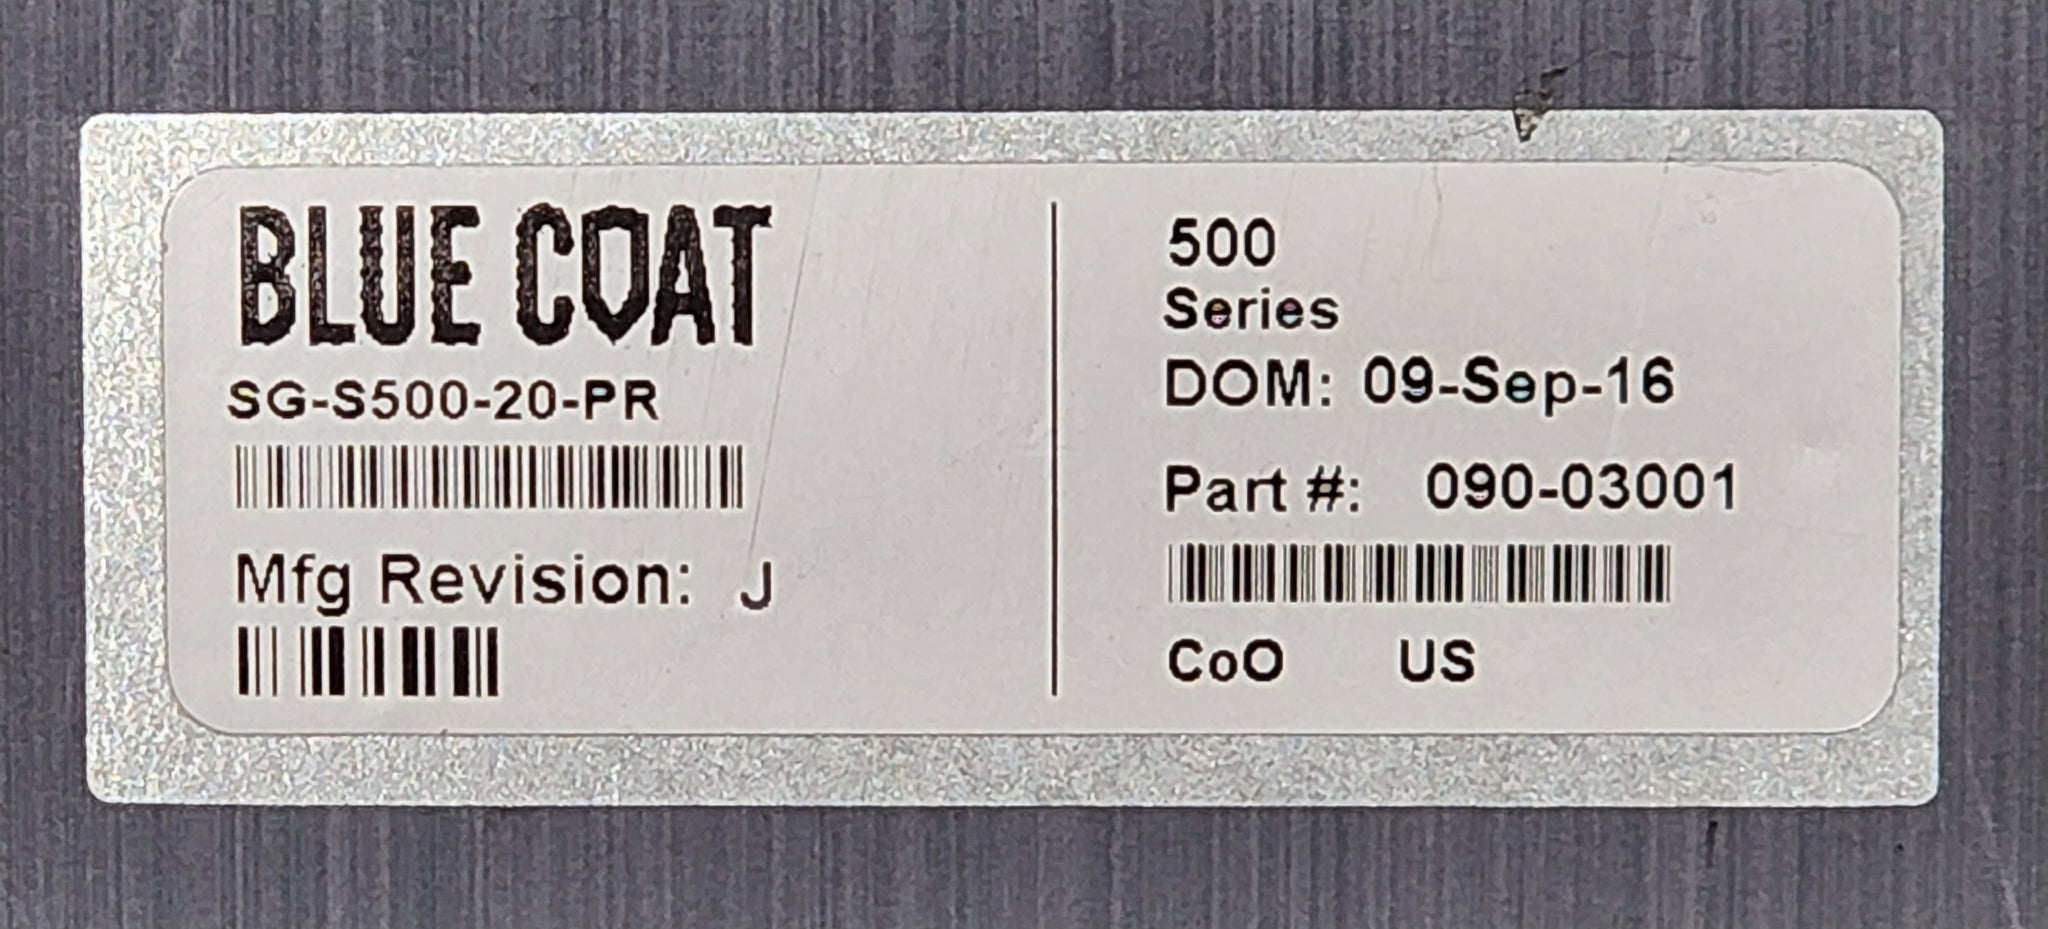 BLUE COAT
SG-S500-20-PR
Mfg Revision: J
500
Series
DOM: 09-Sep-16
Part #: 090-03001
CoO US